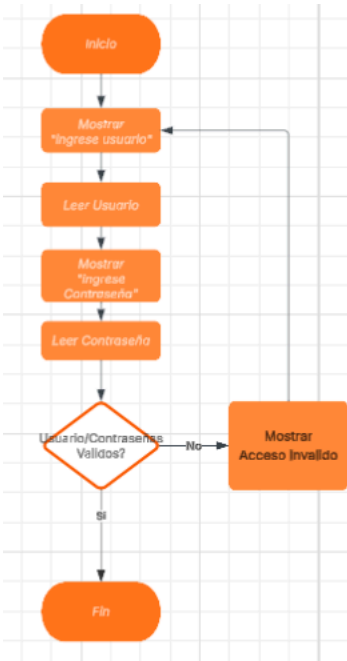 Inicio
Mostrar
"Ingrese usuario"
Leer Usuario
Mostrar
"Ingrese
Contraseña"
Leer Contraseña
Usuario/Contraseñas
Validos?
No
Mostrar
Acceso Invalido
Si
Fin